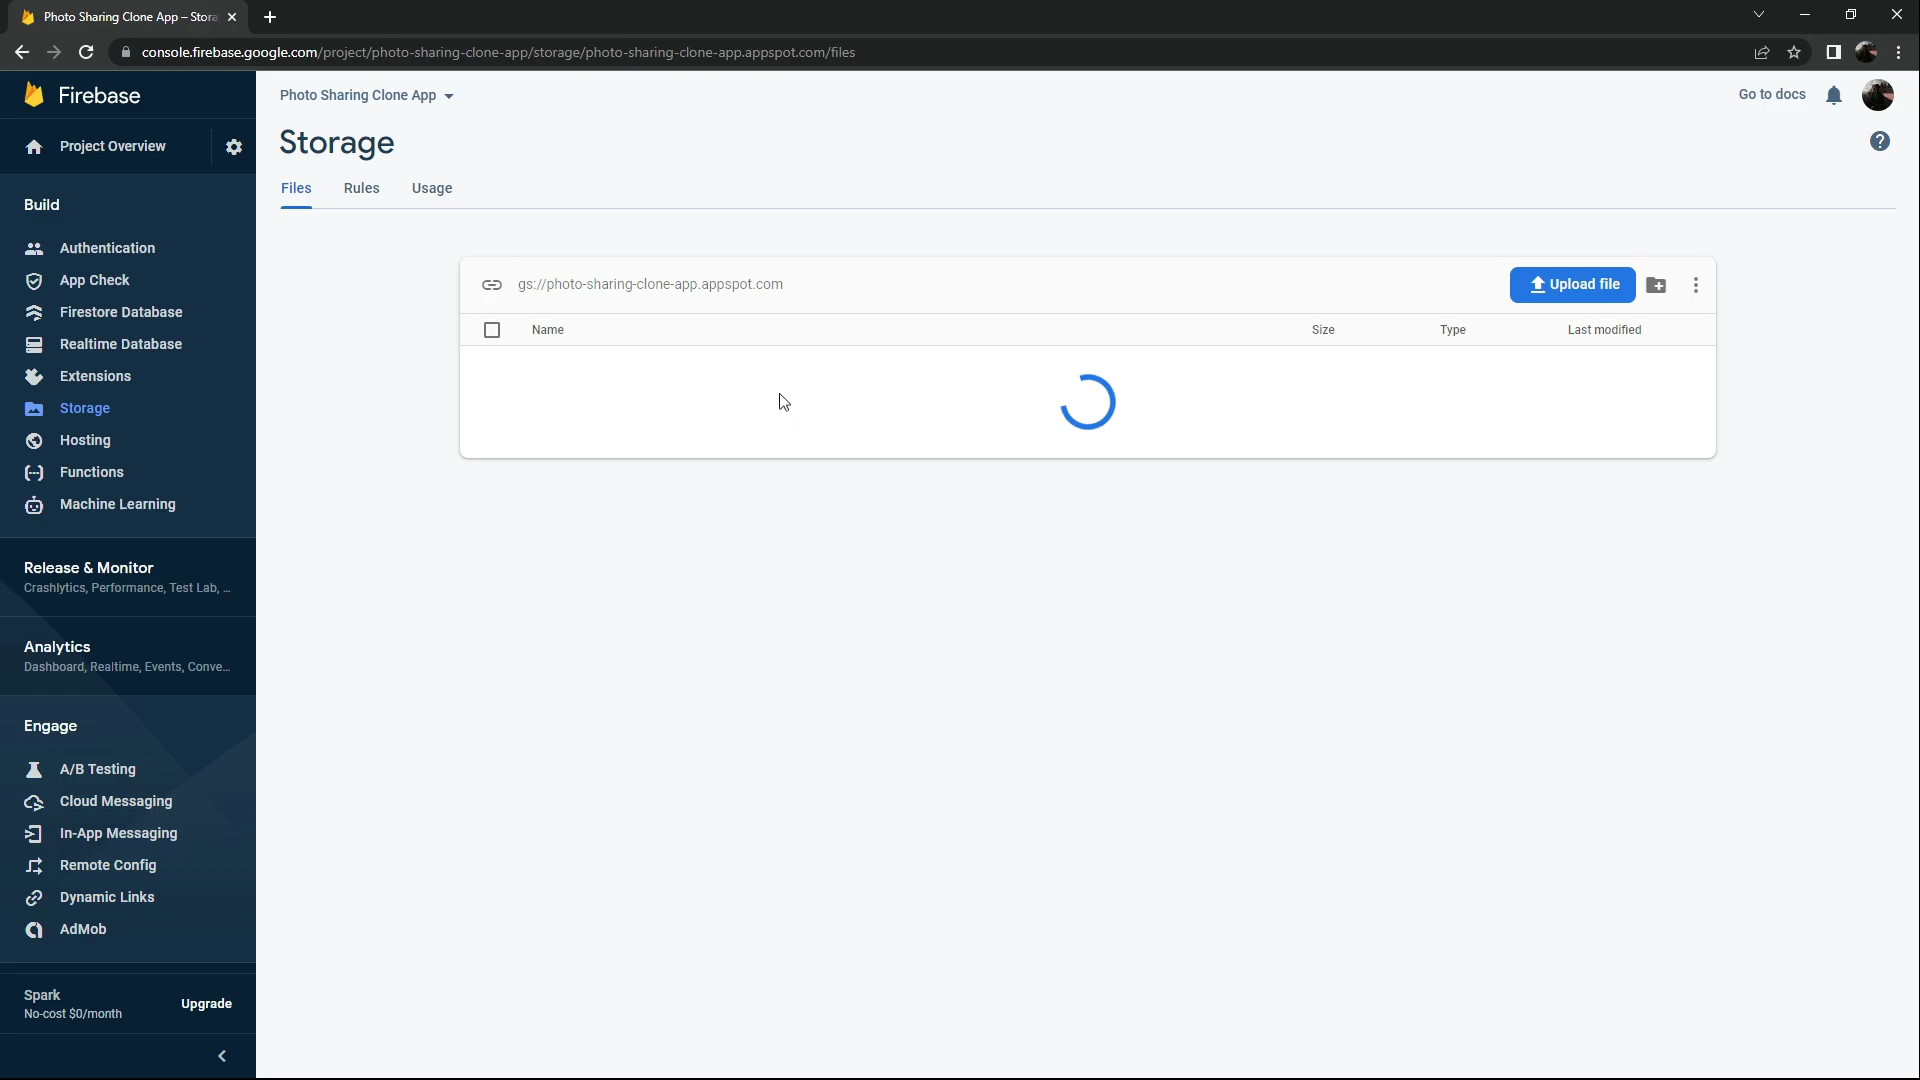 Photo Sharing Clone App – Stora
console.firebase.google.com/project/photo-sharing-clone-app/storage/photo-sharing-clone-app.appspot.com/files
Firebase
Project Overview
Build
Authentication
App Check
Firestore Database
Realtime Database
Extensions
Storage
Hosting
Functions
Machine Learning
Release & Monitor
Crashlytics, Performance, Test Lab, ...
Analytics
Dashboard, Realtime, Events, Conve...
Engage
A/B Testing
Cloud Messaging
In-App Messaging
Remote Config
Dynamic Links
AdMob
Spark
No-cost $0/month
Upgrade
Photo Sharing Clone App
Go to docs
Storage
Files Rules Usage
gs://photo-sharing-clone-app.appspot.com
Upload file
Name Size Type Last modified